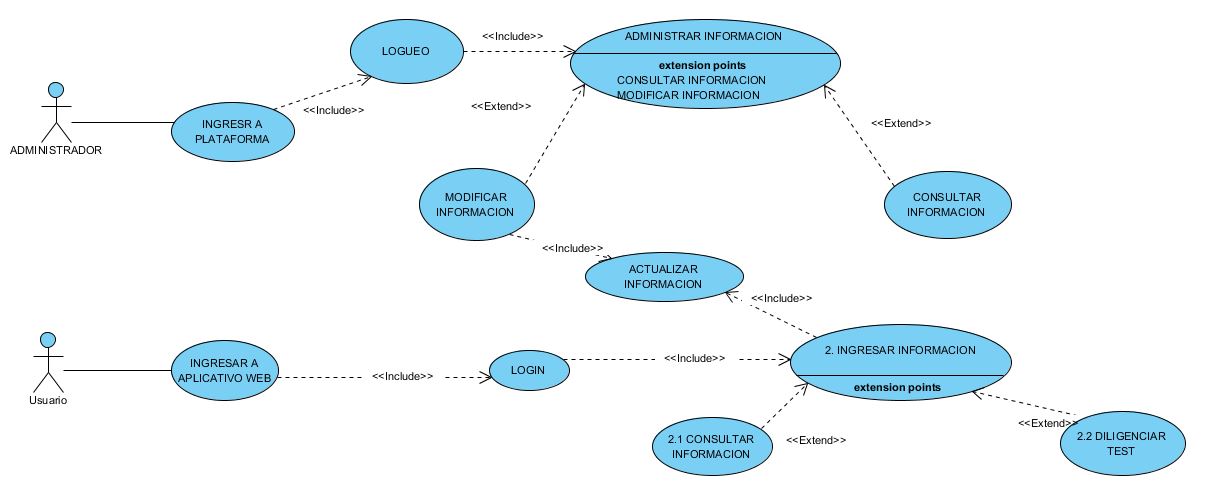 LOGUEO
<<Include>>
ADMINISTRAR INFORMACION
extension points
CONSULTAR INFORMACION
MODIFICAR INFORMACION
<<Include>>
<<Extend>>
<<Extend>>
INGRESR A
PLATAFORMA
ADMINISTRADOR
MODIFICAR
INFORMACION
CONSULTAR
INFORMACION
<<Include>>
ACTUALIZAR
INFORMACION
<<Include>>
INGRESAR A
APLICATIVO WEB
Usuario
<<Include>>
LOGIN
<<Include>>
2. INGRESAR INFORMACION
extension points
2.1 CONSULTAR
INFORMACION
<<Extend>>
<<Extend>>
2.2 DILIGENCIAR
TEST